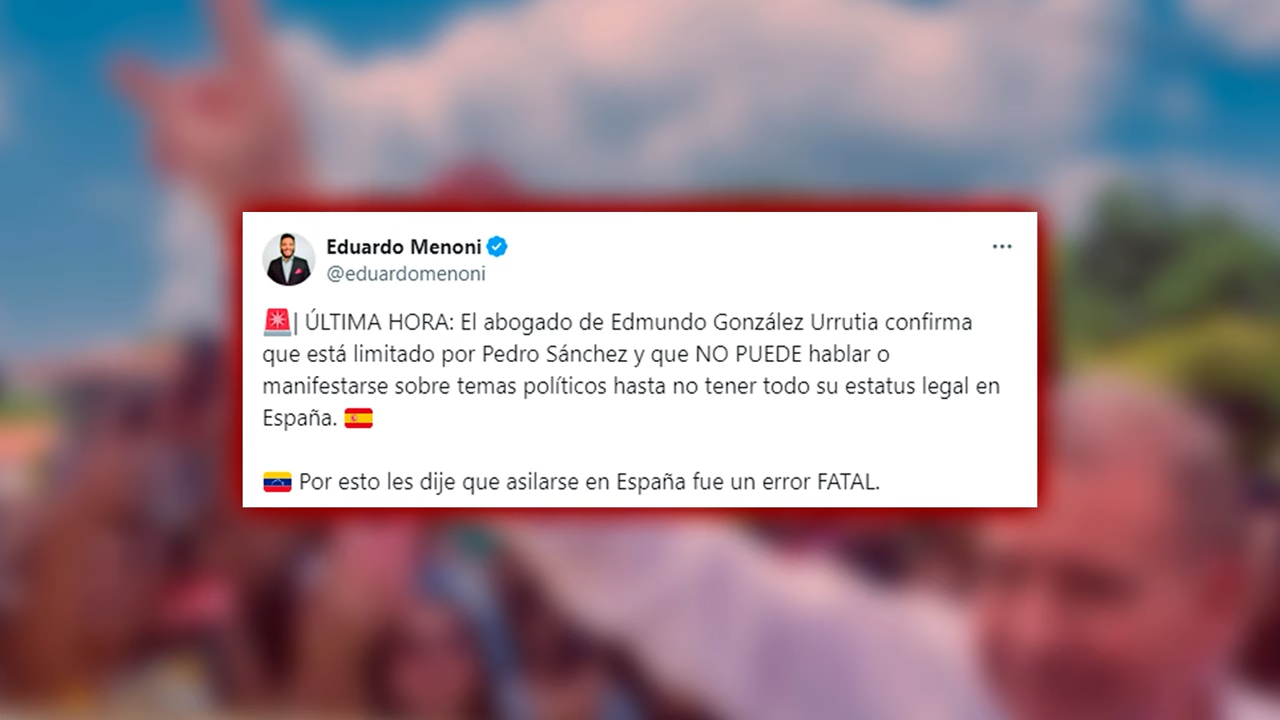 Eduardo Menoni
@eduardomenoni
🚨| ÚLTIMA HORA: El abogado de Edmundo González Urrutia confirma
que está limitado por Pedro Sánchez y que NO PUEDE hablar o
manifestarse sobre temas políticos hasta no tener todo su estatus legal en
España. 🇪🇸
🇻🇪 Por esto les dije que asilarse en España fue un error FATAL.